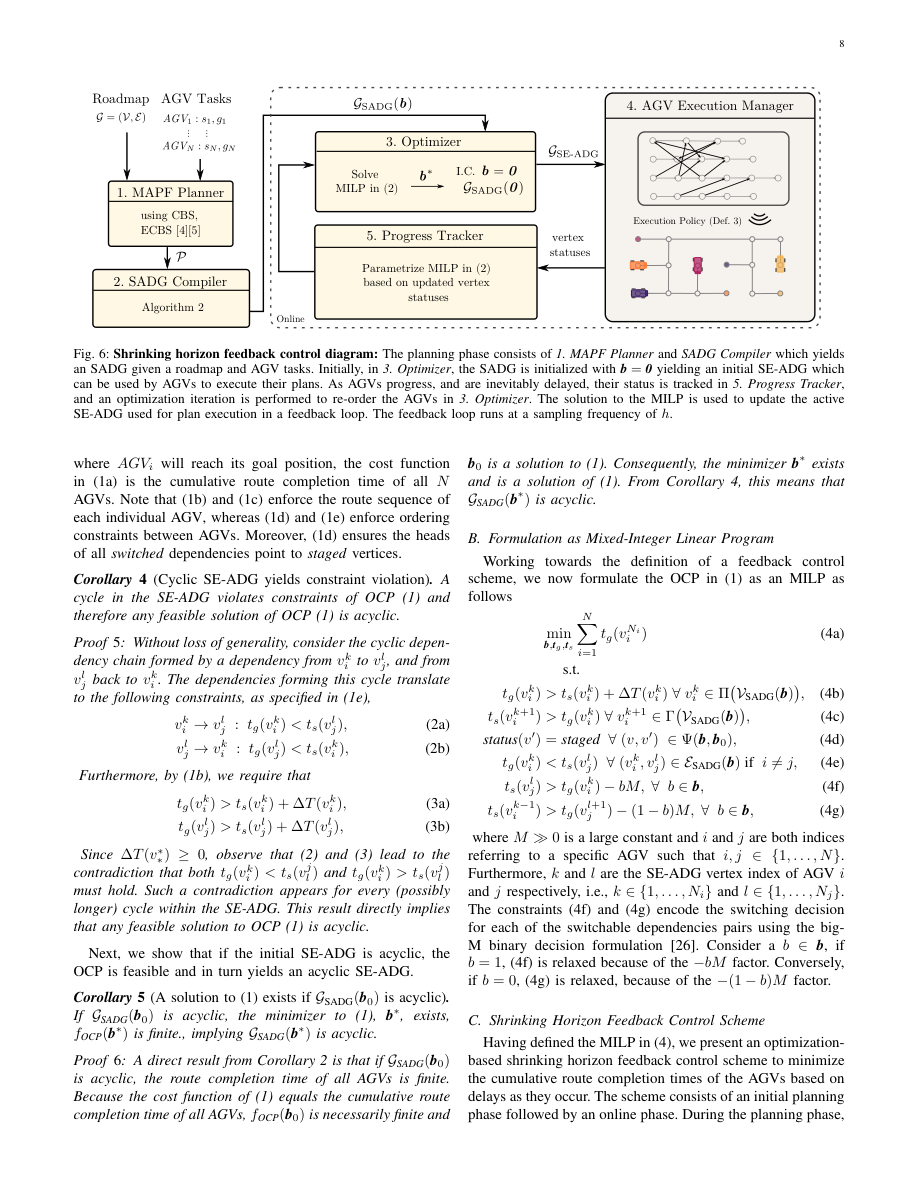 8
Roadmap
G = (V, E)
AGV Tasks
AGV₁ : s₁, g₁
⋮ ⋮
AGV_N : s_N, g_N
1. MAPF Planner
using CBS,
ECBS [4][5]
P
2. SADG Compiler
Algorithm 2
G_SADG(b)
3. Optimizer
Solve
MILP in (2)
b*
I.C. b = 0
G_SADG(0)
G_SE-ADG
5. Progress Tracker
Parametrize MILP in (2)
based on updated vertex
statuses
vertex
statuses
Online
4. AGV Execution Manager
Execution Policy (Def. 3)
Fig. 6: Shrinking horizon feedback control diagram: The planning phase consists of 1. MAPF Planner and SADG Compiler which yields
an SADG given a roadmap and AGV tasks. Initially, in 3. Optimizer, the SADG is initialized with b = 0 yielding an initial SE-ADG which
can be used by AGVs to execute their plans. As AGVs progress, and are inevitably delayed, their status is tracked in 5. Progress Tracker,
and an optimization iteration is performed to re-order the AGVs in 3. Optimizer. The solution to the MILP is used to update the active
SE-ADG used for plan execution in a feedback loop. The feedback loop runs at a sampling frequency of h.
where AGV_i will reach its goal position, the cost function
in (1a) is the cumulative route completion time of all N
AGVs. Note that (1b) and (1c) enforce the route sequence of
each individual AGV, whereas (1d) and (1e) enforce ordering
constraints between AGVs. Moreover, (1d) ensures the heads
of all switched dependencies point to staged vertices.
Corollary 4 (Cyclic SE-ADG yields constraint violation). A
cycle in the SE-ADG violates constraints of OCP (1) and
therefore any feasible solution of OCP (1) is acyclic.
Proof 5: Without loss of generality, consider the cyclic depen-
dency chain formed by a dependency from v_i^k to v_j^l, and from
v_j^l back to v_i^k. The dependencies forming this cycle translate
to the following constraints, as specified in (1e),
v_i^k → v_j^l : t_g(v_i^k) < t_s(v_j^l), (2a)
v_j^l → v_i^k : t_g(v_j^l) < t_s(v_i^k), (2b)
Furthermore, by (1b), we require that
t_g(v_i^k) > t_s(v_i^k) + ΔT(v_i^k), (3a)
t_g(v_j^l) > t_s(v_j^l) + ΔT(v_j^l), (3b)
Since ΔT(v_*^*) ≥ 0, observe that (2) and (3) lead to the
contradiction that both t_g(v_i^k) < t_s(v_l^j) and t_g(v_i^k) > t_s(v_l^j)
must hold. Such a contradiction appears for every (possibly
longer) cycle within the SE-ADG. This result directly implies
that any feasible solution to OCP (1) is acyclic.
Next, we show that if the initial SE-ADG is acyclic, the
OCP is feasible and in turn yields an acyclic SE-ADG.
Corollary 5 (A solution to (1) exists if G_SADG(b₀) is acyclic).
If G_SADG(b₀) is acyclic, the minimizer to (1), b*, exists,
f_OCP(b*) is finite., implying G_SADG(b*) is acyclic.
Proof 6: A direct result from Corollary 2 is that if G_SADG(b₀)
is acyclic, the route completion time of all AGVs is finite.
Because the cost function of (1) equals the cumulative route
completion time of all AGVs, f_OCP(b₀) is necessarily finite and
b₀ is a solution to (1). Consequently, the minimizer b* exists
and is a solution of (1). From Corollary 4, this means that
G_SADG(b*) is acyclic.
B. Formulation as Mixed-Integer Linear Program
Working towards the definition of a feedback control
scheme, we now formulate the OCP in (1) as an MILP as
follows
min_{b,t_g,t_s} ∑_{i=1}^{N} t_g(v_i^{N_i}) (4a)
s.t.
t_g(v_i^k) > t_s(v_i^k) + ΔT(v_i^k) ∀ v_i^k ∈ Π(V_SADG(b)), (4b)
t_s(v_i^{k+1}) > t_g(v_i^k) ∀ v_i^{k+1} ∈ Γ(V_SADG(b)), (4c)
status(v′) = staged ∀ (v, v′) ∈ Ψ(b, b₀), (4d)
t_g(v_i^k) < t_s(v_j^l) ∀ (v_i^k, v_j^l) ∈ E_SADG(b) if i ≠ j, (4e)
t_s(v_j^l) > t_g(v_i^k) − bM, ∀ b ∈ b, (4f)
t_s(v_i^{k−1}) > t_g(v_j^{l+1}) − (1 − b)M, ∀ b ∈ b, (4g)
where M ≫ 0 is a large constant and i and j are both indices
referring to a specific AGV such that i, j ∈ {1, . . . , N}.
Furthermore, k and l are the SE-ADG vertex index of AGV i
and j respectively, i.e., k ∈ {1, . . . , N_i} and l ∈ {1, . . . , N_j}.
The constraints (4f) and (4g) encode the switching decision
for each of the switchable dependencies pairs using the big-
M binary decision formulation [26]. Consider a b ∈ b, if
b = 1, (4f) is relaxed because of the −bM factor. Conversely,
if b = 0, (4g) is relaxed, because of the −(1 − b)M factor.
C. Shrinking Horizon Feedback Control Scheme
Having defined the MILP in (4), we present an optimization-
based shrinking horizon feedback control scheme to minimize
the cumulative route completion times of the AGVs based on
delays as they occur. The scheme consists of an initial planning
phase followed by an online phase. During the planning phase,